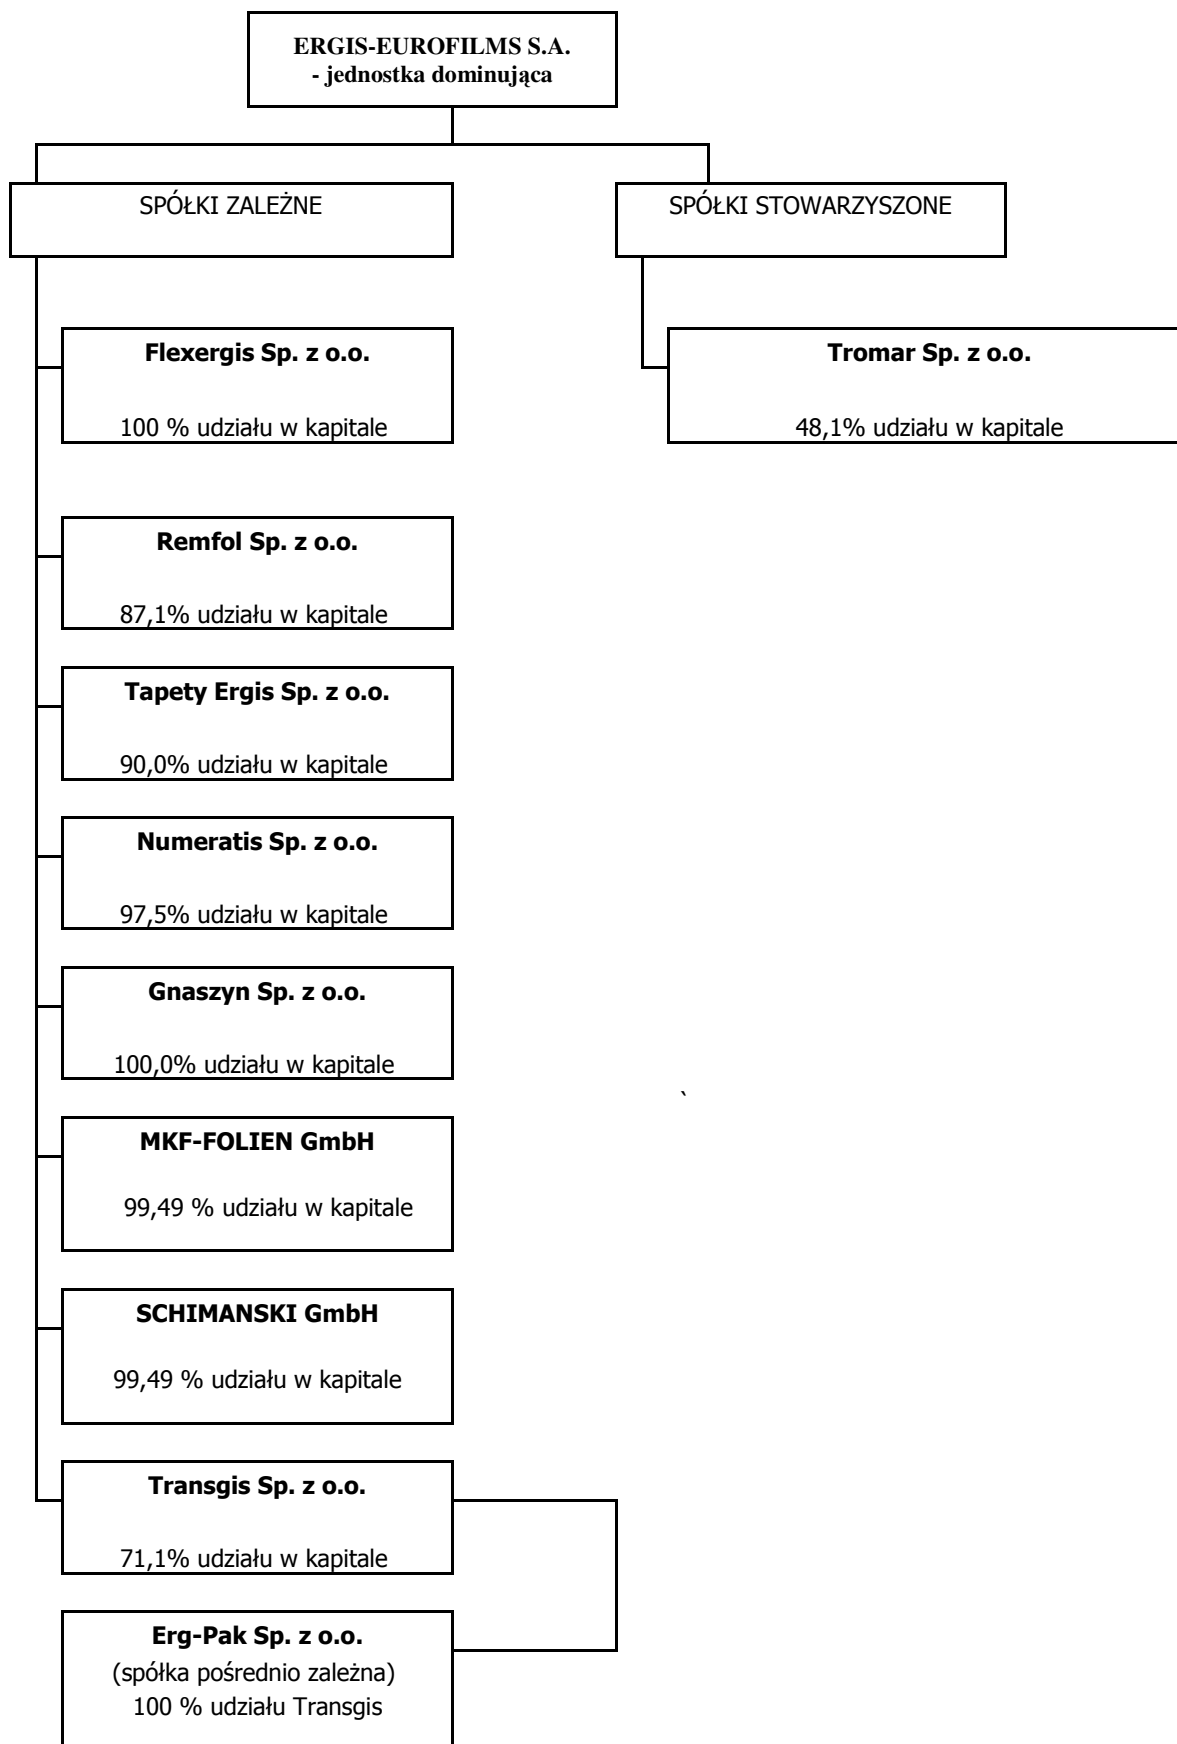 ERGIS-EUROFILMS S.A.
- jednostka dominująca
SPÓŁKI ZALEŻNE
SPÓŁKI STOWARZYSZONE
Flexergis Sp. z o.o.
100 % udziału w kapitale
Tromar Sp. z o.o.
48,1% udziału w kapitale
Remfol Sp. z o.o.
87,1% udziału w kapitale
Tapety Ergis Sp. z o.o.
90,0% udziału w kapitale
Numeratis Sp. z o.o.
97,5% udziału w kapitale
Gnaszyn Sp. z o.o.
100,0% udziału w kapitale
`
MKF-FOLIEN GmbH
99,49 % udziału w kapitale
SCHIMANSKI GmbH
99,49 % udziału w kapitale
Transgis Sp. z o.o.
71,1% udziału w kapitale
Erg-Pak Sp. z o.o.
(spółka pośrednio zależna)
100 % udziału Transgis